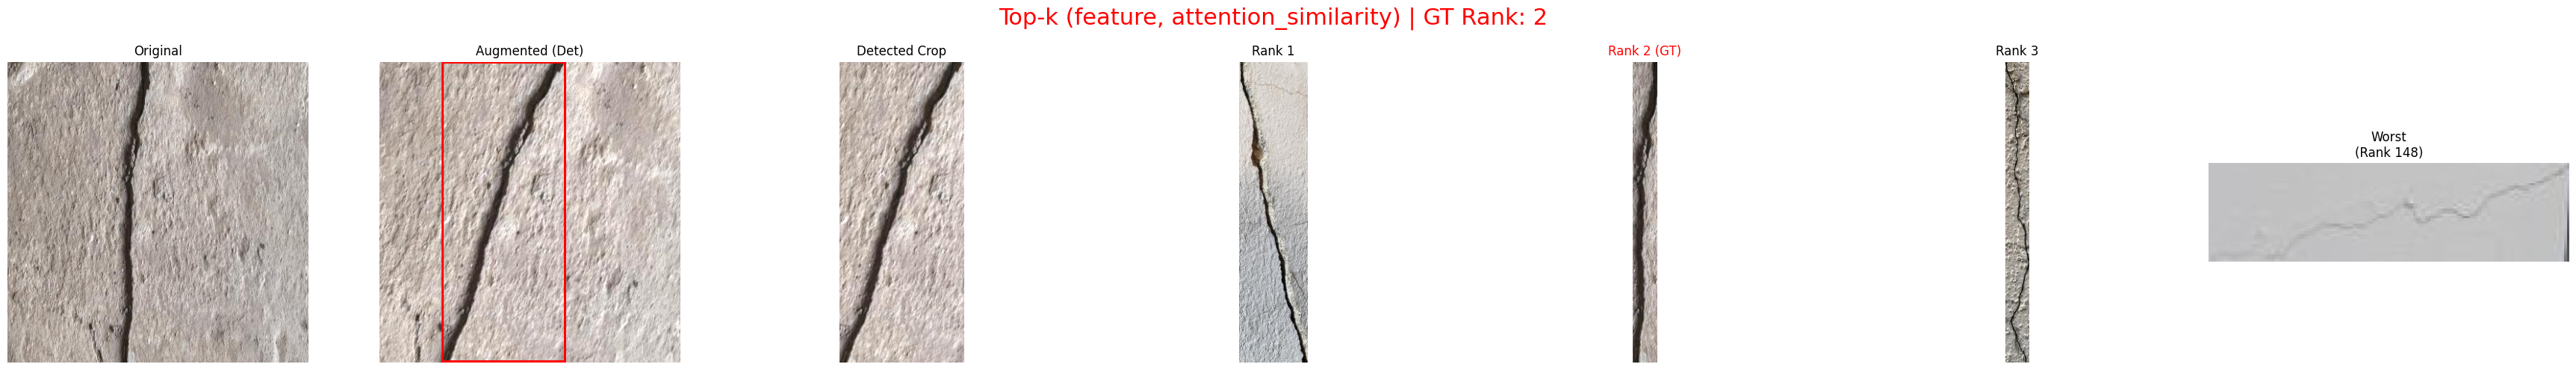 Top-k (feature, attention_similarity) | GT Rank: 2
Original
Augmented (Det)
Detected Crop
Rank 1
Rank 2 (GT)
Rank 3
Worst
(Rank 148)